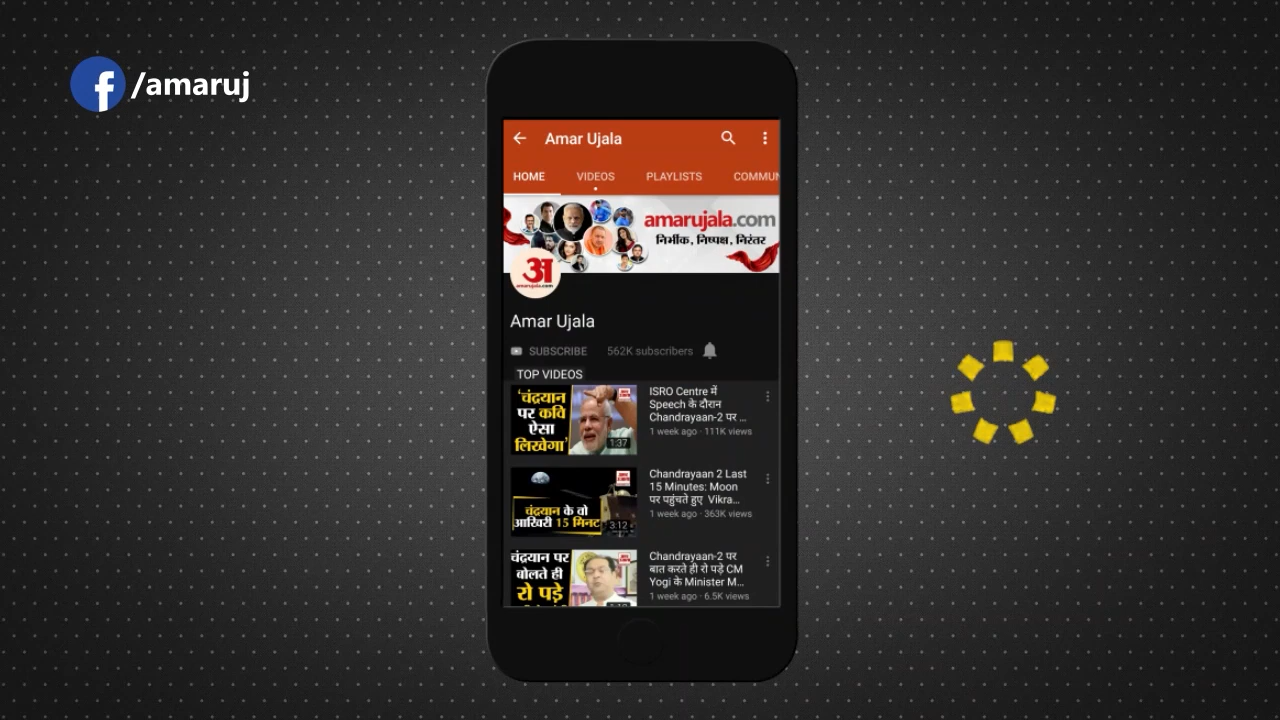 /amaruj
Amar Ujala
HOME VIDEOS PLAYLISTS COMMUN
amarujala.com
निर्भीक, निष्पक्ष, निरंतर
अ
amarujala.com
Amar Ujala
SUBSCRIBE 562K subscribers
TOP VIDEOS
'चंद्रयान
पर कवि
ऐसा
लिखेगा'
1:37
ISRO Centre में
Speech के दौरान
Chandrayaan-2 पर ...
1 week ago · 111K views
चंद्रयान के वो
आखिरी 15 मिनट
3:12
Chandrayaan 2 Last
15 Minutes: Moon
पर पहुंचते हुए Vikra...
1 week ago · 363K views
चंद्रयान पर
बोलते ही
रो पड़े
Chandrayaan-2 पर
बात करते ही रो पड़े CM
Yogi के Minister M...
1 week ago · 6.5K views